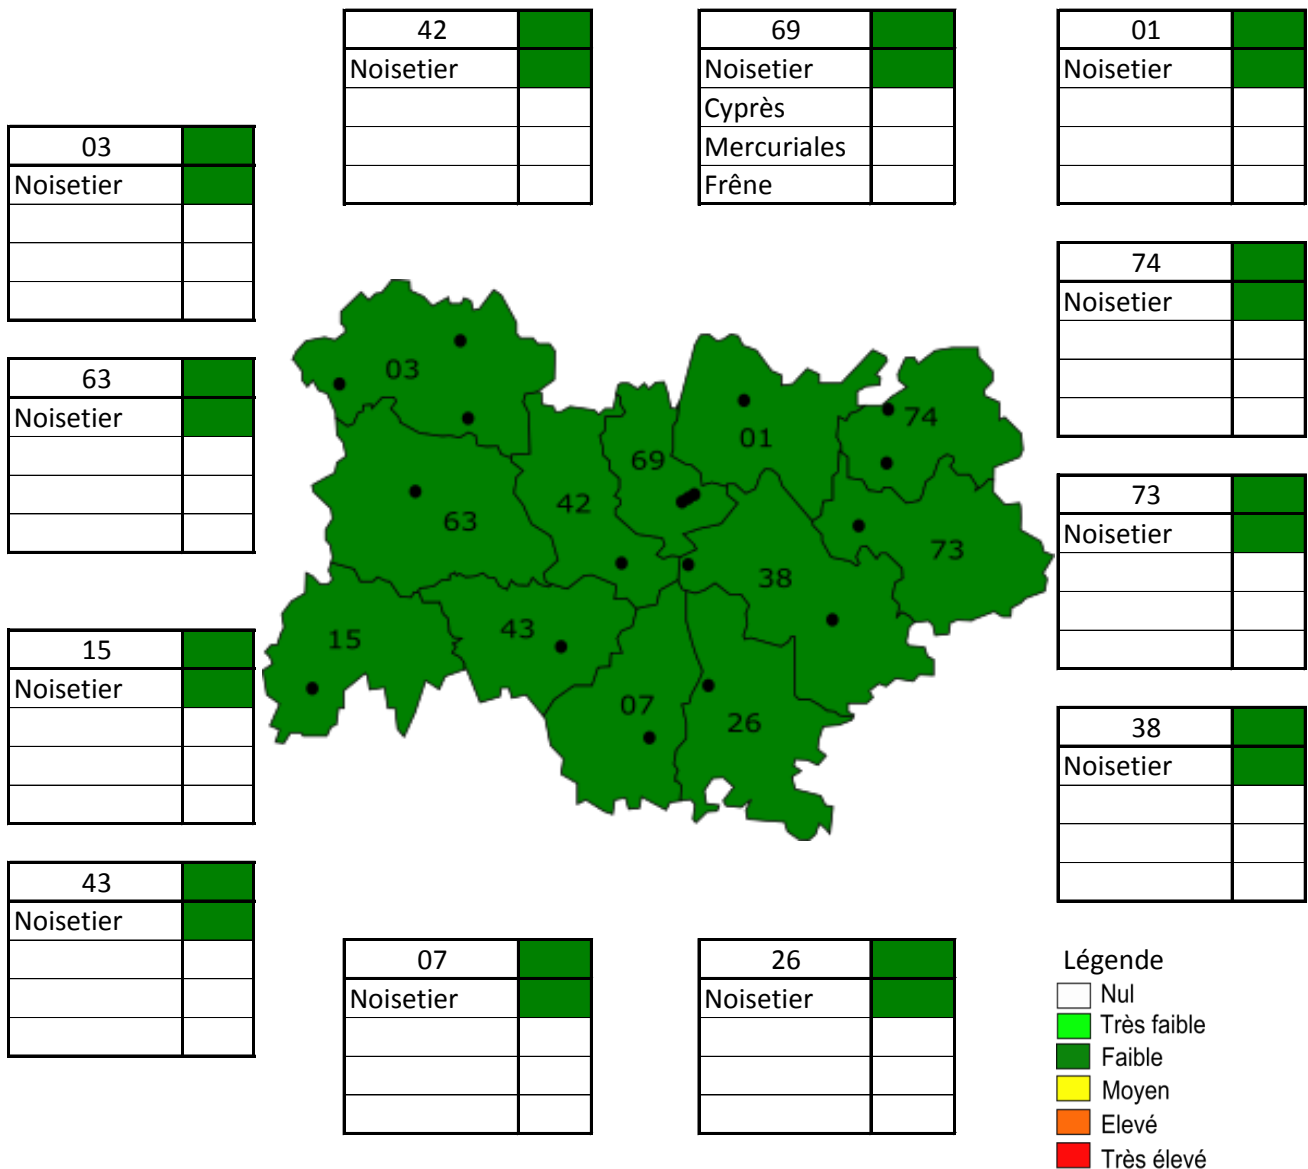 42
Noisetier
69
Noisetier
Cyprès
Mercuriales
Frêne
01
Noisetier
03
Noisetier
74
Noisetier
63
Noisetier
73
Noisetier
15
Noisetier
38
Noisetier
43
Noisetier
07
Noisetier
26
Noisetier
03
01
74
69
42
63
73
38
43
15
07
26
Légende
Nul
Très faible
Faible
Moyen
Elevé
Très élevé